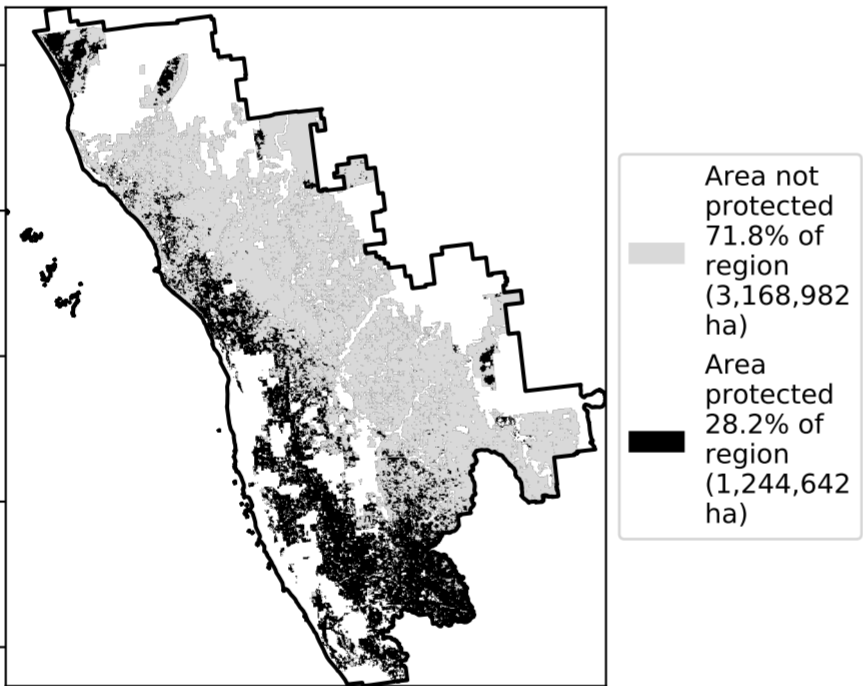 Area not
protected
71.8% of
region
(3,168,982
ha)
Area
protected
28.2% of
region
(1,244,642
ha)